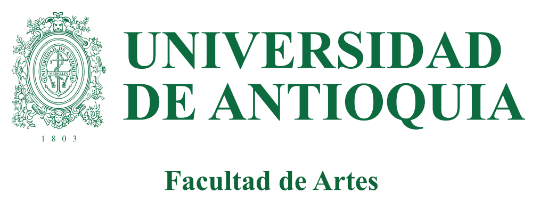 UNIVERSIDAD
DE ANTIOQUIA
1803
Facultad de Artes